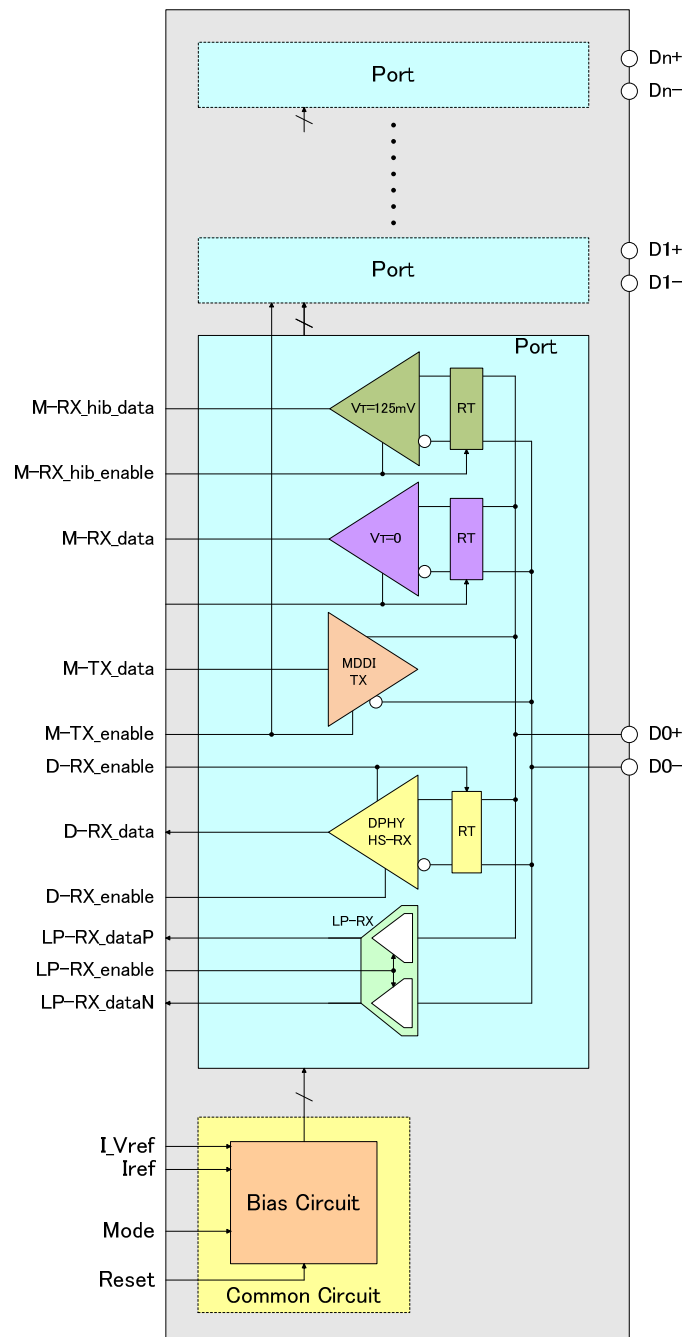 Port
Dn+
Dn-
D1+
Port
D1-
Port
M-RX_hib_data
VT=125mV
RT
M-RX_hib_enable
M-RX_data
VT=0
RT
M-TX_data
MDDI
TX
M-TX_enable
D0+
D-RX_enable
D0-
D-RX_data
DPHY
HS-RX
RT
D-RX_enable
LP-RX
LP-RX_dataP
LP-RX_enable
LP-RX_dataN
I_Vref
Iref
Bias Circuit
Mode
Reset
Common Circuit